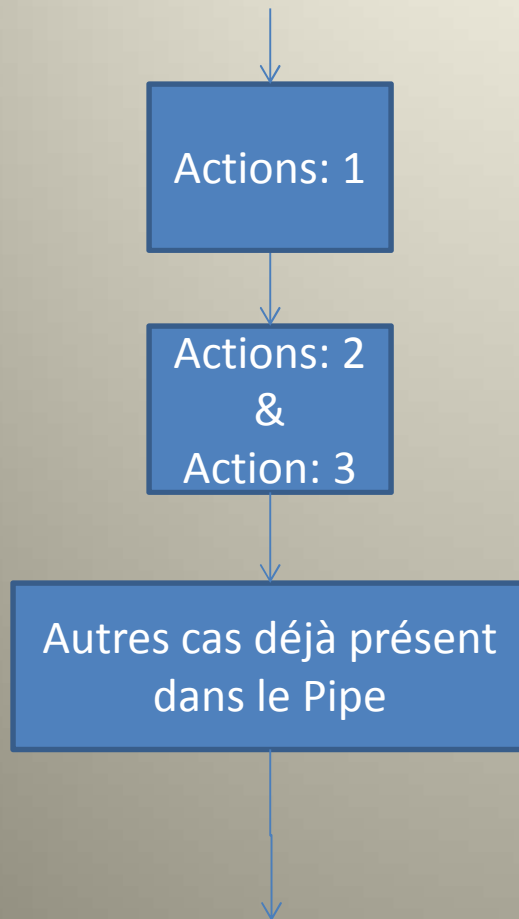 Actions: 1
Actions: 2
&
Action: 3
Autres cas déjà présent
dans le Pipe